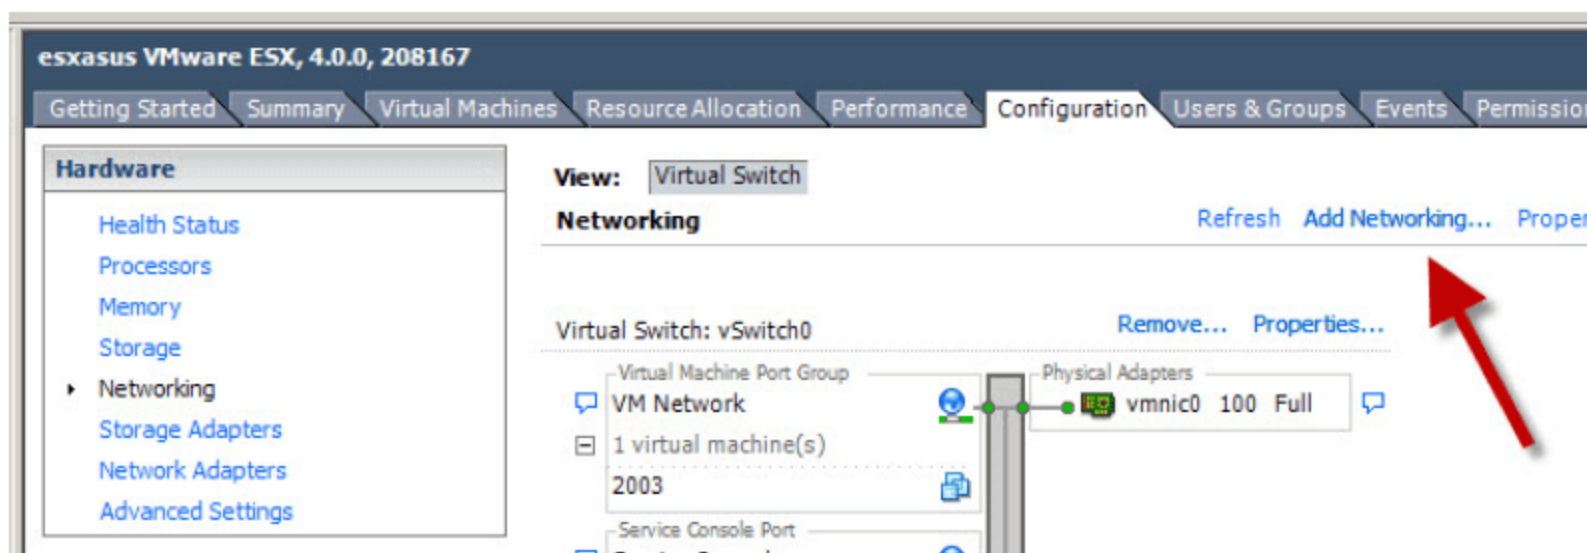 esxasus VMware ESX, 4.0.0, 208167
Getting Started Summary Virtual Machines Resource Allocation Performance Configuration Users & Groups Events Permission
Hardware
Health Status
Processors
Memory
Storage
Networking
Storage Adapters
Network Adapters
Advanced Settings
View: Virtual Switch
Networking Refresh Add Networking... Proper
Virtual Switch: vSwitch0 Remove... Properties...
Virtual Machine Port Group Physical Adapters
VM Network vmnic0 100 Full
1 virtual machine(s)
2003
Service Console Port